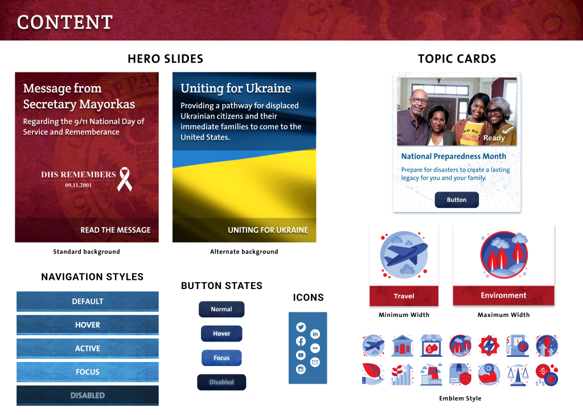 CONTENT
HERO SLIDES
Message from
Secretary Mayorkas
Regarding the 9/11 National Day of
Service and Rememberance
DHS REMEMBERS
09.11.2001
READ THE MESSAGE
Standard background
Uniting for Ukraine
Providing a pathway for displaced
Ukrainian citizens and their
immediate families to come to the
United States.
UNITING FOR UKRAINE
Alternate background
TOPIC CARDS
Ready
National Preparedness Month
Prepare for disasters to create a lasting
legacy for you and your family.
Button
Travel
Minimum Width
Environment
Maximum Width
Emblem Style
NAVIGATION STYLES
DEFAULT
HOVER
ACTIVE
FOCUS
DISABLED
BUTTON STATES
Normal
Hover
Focus
Disabled
ICONS